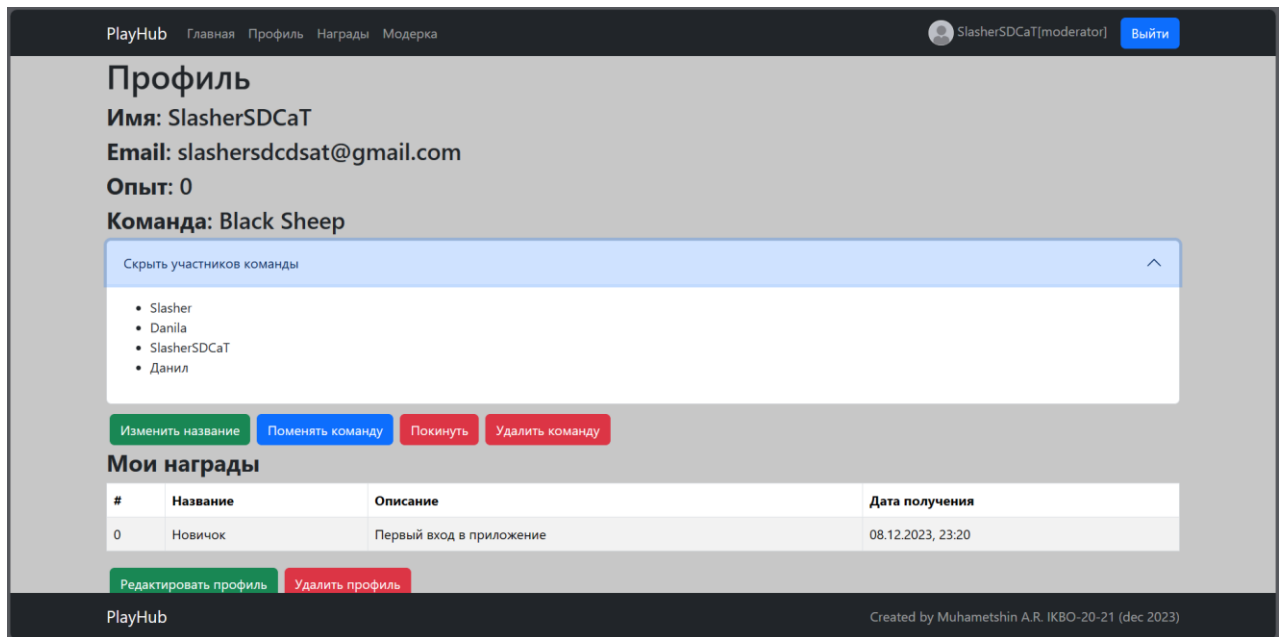 PlayHub Главная Профиль Награды Модерка SlasherSDCaT[moderator] Выйти
Профиль
Имя: SlasherSDCaT
Email: slashersdcdsat@gmail.com
Опыт: 0
Команда: Black Sheep
Скрыть участников команды
• Slasher
• Danila
• SlasherSDCaT
• Данил
Изменить название Поменять команду Покинуть Удалить команду
Мои награды
# Название Описание Дата получения
0 Новичок Первый вход в приложение 08.12.2023, 23:20
Редактировать профиль Удалить профиль
PlayHub Created by Muhametshin A.R. IKBO-20-21 (dec 2023)